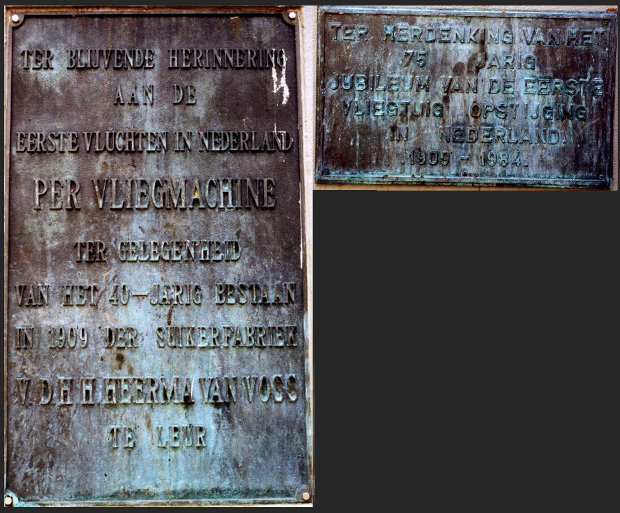 TER BLIJVENDE HERINNERING
AAN DE
EERSTE VLUCHTEN IN NEDERLAND
PER VLIEGMACHINE
TER GELEGENHEID
VAN HET 40-JARIG BESTAAN
IN 1909 DER SUIKERFABRIEK
V. D. H. H. HEERMA VAN VOSS
TE LEUR
TER HERDENKING VAN HET
75 JARIG
JUBILEUM VAN DE EERSTE
VLIEGTUIG OPSTIJGING
IN NEDERLAND
1909 - 1984.